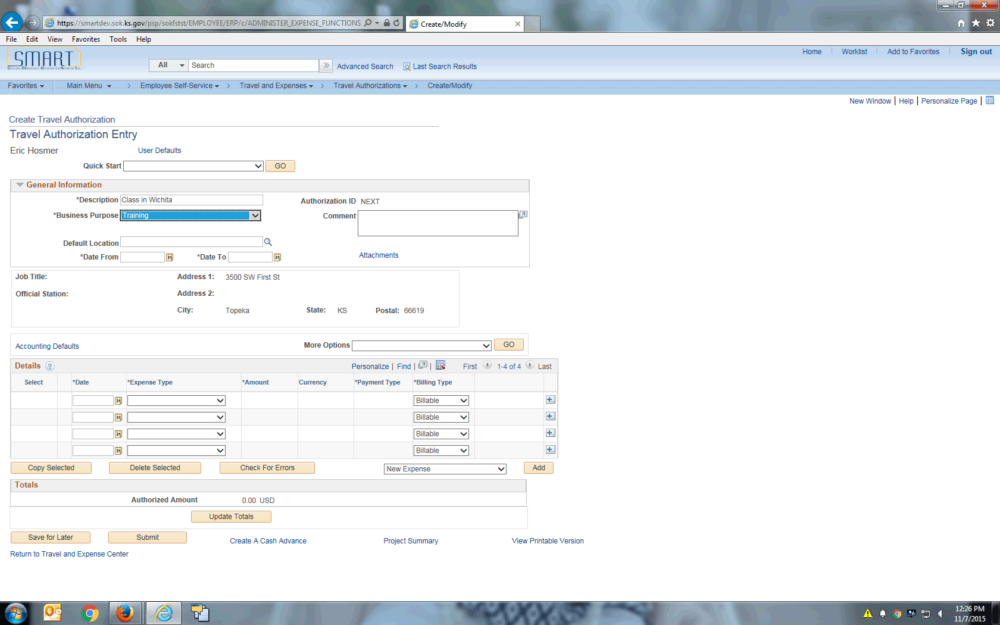 https://smartdev.sok.ks.gov/psp/sokfstst/EMPLOYEE/ERP/c/ADMINISTER_EXPENSE_FUNCTIONS
Create/Modify
File Edit View Favorites Tools Help
SMART
All Search Advanced Search Last Search Results
Home Worklist Add to Favorites Sign out
Favorites Main Menu > Employee Self-Service > Travel and Expenses > Travel Authorizations > Create/Modify
New Window | Help | Personalize Page |
Create Travel Authorization
Travel Authorization Entry
Eric Hosmer User Defaults
Quick Start GO
General Information
*Description Class in Wichita Authorization ID NEXT
*Business Purpose Training Comment
Default Location
*Date From 31 *Date To 31 Attachments
Job Title: Address 1: 3500 SW First St
Official Station: Address 2:
City: Topeka State: KS Postal: 66619
Accounting Defaults More Options GO
Details ? Personalize | Find | | First 1-4 of 4 Last
Select *Date *Expense Type *Amount Currency *Payment Type *Billing Type
31 Billable
31 Billable
31 Billable
31 Billable
Copy Selected Delete Selected Check For Errors New Expense Add
Totals
Authorized Amount 0.00 USD
Update Totals
Save for Later Submit Create A Cash Advance Project Summary View Printable Version
Return to Travel and Expense Center
12:26 PM
11/7/2015